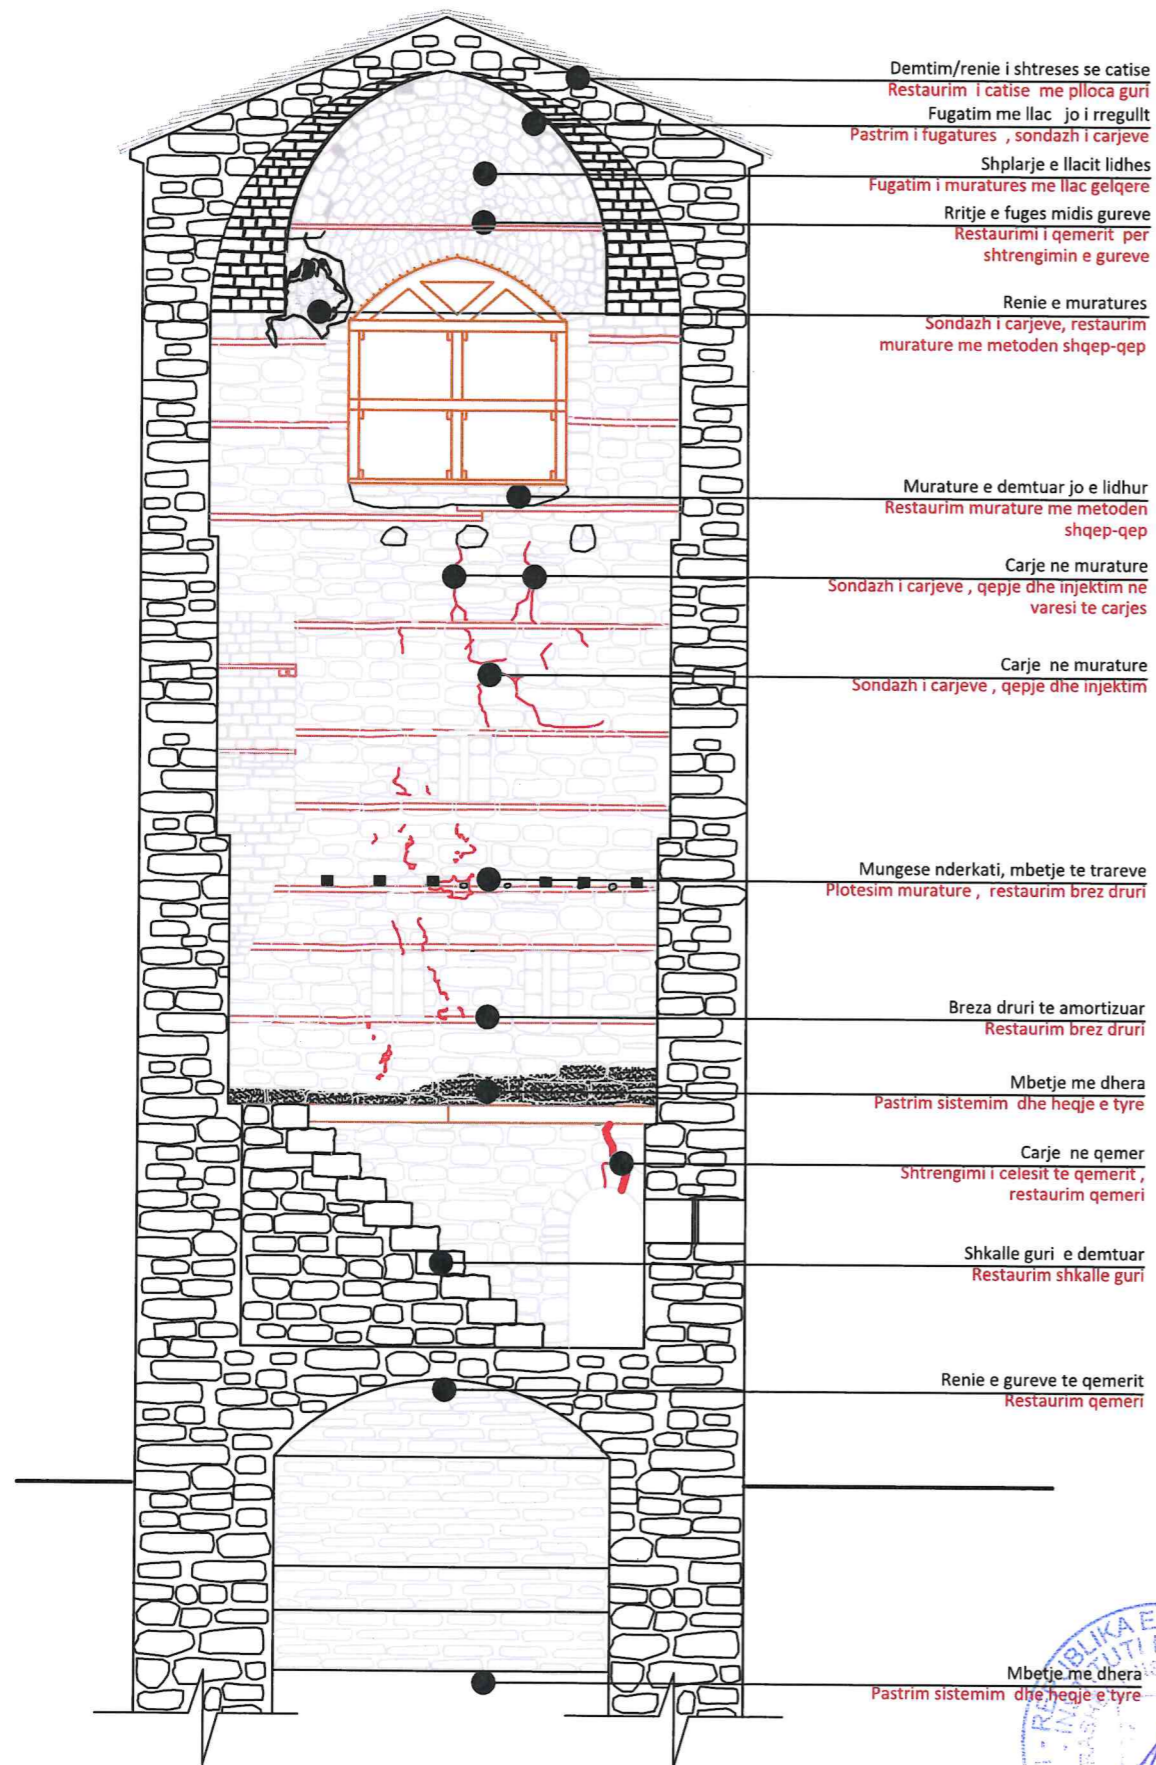 Demtim/renie i shtreses se catise
Restaurim i catise me plloca guri
Fugatim me llac jo i rregullt
Pastrim i fugatures , sondazh i carjeve
Shplarje e llacit lidhes
Fugatim i muratures me llac gelqere
Rritje e fuges midis gureve
Restaurimi i qemerit per
shtrengimin e gureve
Renie e muratures
Sondazh i carjeve, restaurim
murature me metoden shqep-qep
Murature e demtuar jo e lidhur
Restaurim murature me metoden
shqep-qep
Carje ne murature
Sondazh i carjeve , qepje dhe injektim ne
varesi te carjes
Carje ne murature
Sondazh i carjeve , qepje dhe injektim
Mungese nderkati, mbetje te trareve
Plotesim murature , restaurim brez druri
Breza druri te amortizuar
Restaurim brez druri
Mbetje me dhera
Pastrim sistemim dhe heqje e tyre
Carje ne qemer
Shtrengimi i celesit te qemerit ,
restaurim qemeri
Shkalle guri e demtuar
Restaurim shkalle guri
Renie e gureve te qemerit
Restaurim qemeri
Mbetje me dhera
Pastrim sistemim dhe heqje e tyre
REPUBLIKA E